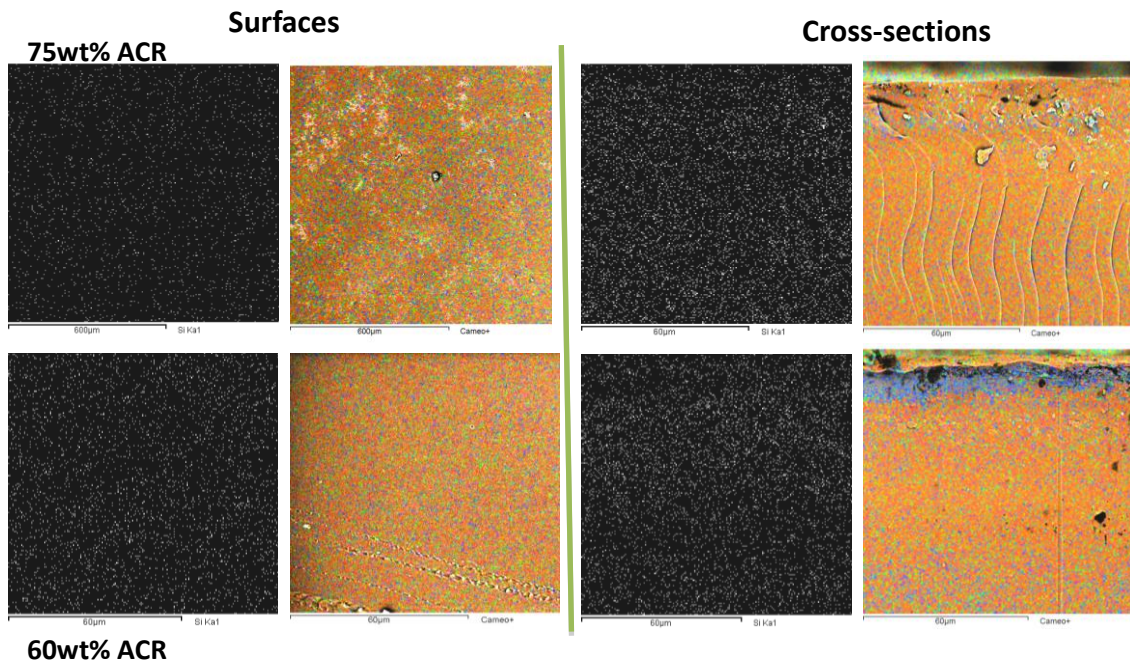 Surfaces
Cross-sections
75wt% ACR
600μm
Si Ka1
600μm
Cameo+
60μm
Si Ka1
60μm
Cameo+
60μm
Si Ka1
60μm
Cameo+
60μm
Si Ka1
60μm
Cameo+
60wt% ACR